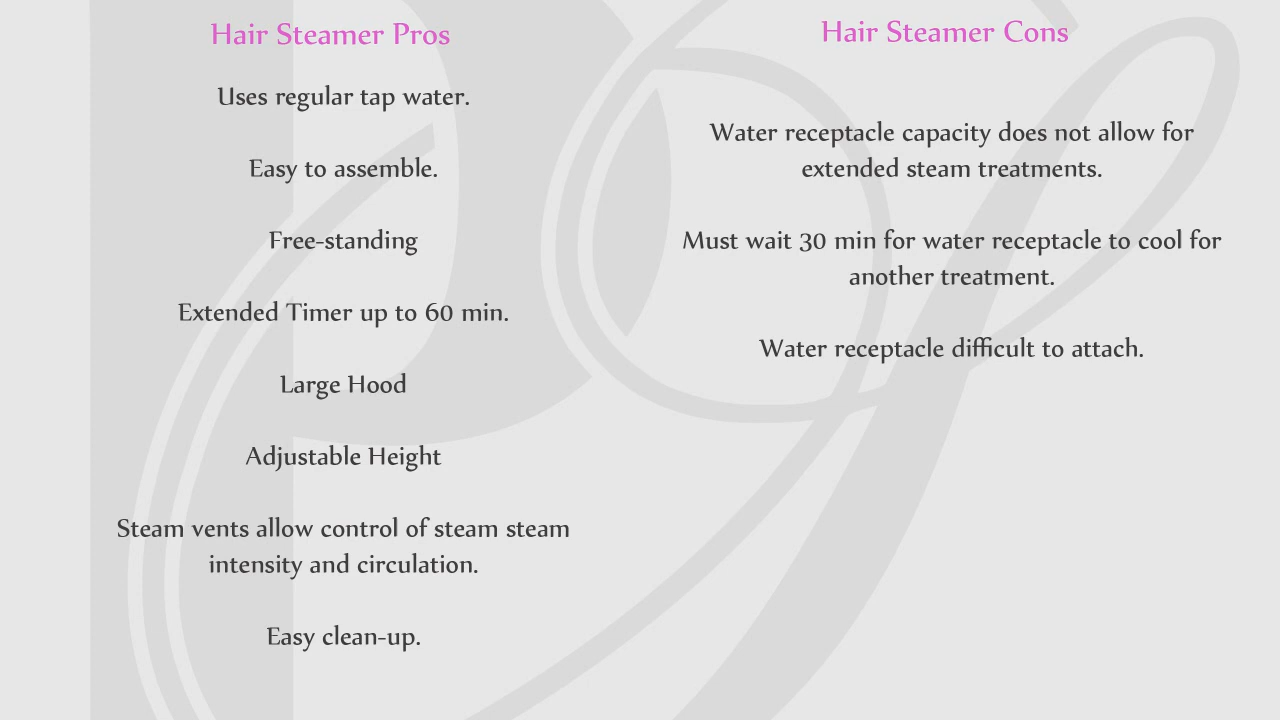 Hair Steamer Pros
Uses regular tap water.
Easy to assemble.
Free-standing
Extended Timer up to 60 min.
Large Hood
Adjustable Height
Steam vents allow control of steam steam
intensity and circulation.
Easy clean-up.
Hair Steamer Cons
Water receptacle capacity does not allow for
extended steam treatments.
Must wait 30 min for water receptacle to cool for
another treatment.
Water receptacle difficult to attach.